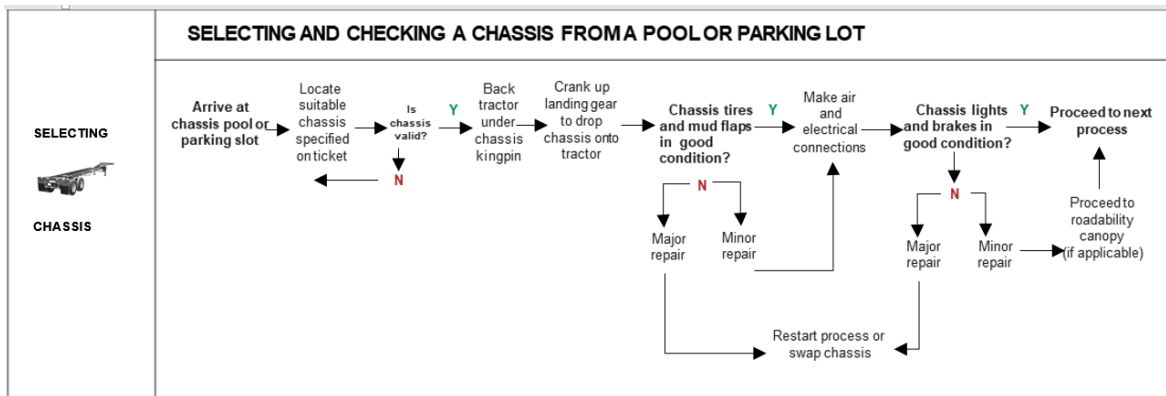 SELECTING AND CHECKING A CHASSIS FROM A POOL OR PARKING LOT
SELECTING
CHASSIS
Arrive at
chassis pool or
parking slot
Locate
suitable
chassis
specified
on ticket
Is
chassis
valid?
Y
N
Back
tractor
under
chassis
kingpin
Crank up
landing gear
to drop
chassis onto
tractor
Chassis tires
and mud flaps
in good
condition?
Y
N
Major
repair
Minor
repair
Make air
and
electrical
connections
Chassis lights
and brakes in
good condition?
Y
N
Major
repair
Minor
repair
Proceed to next
process
Proceed to
roadability
canopy
(if applicable)
Restart process or
swap chassis